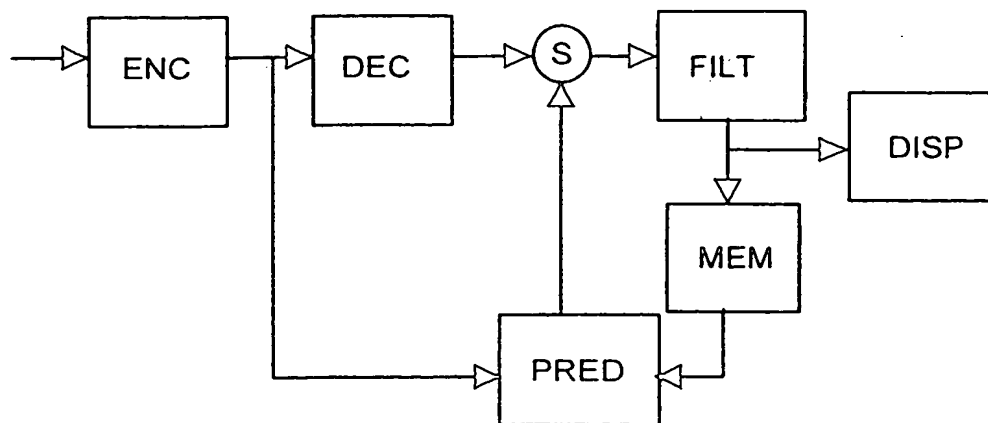 ENC
DEC
S
FILT
DISP
MEM
PRED